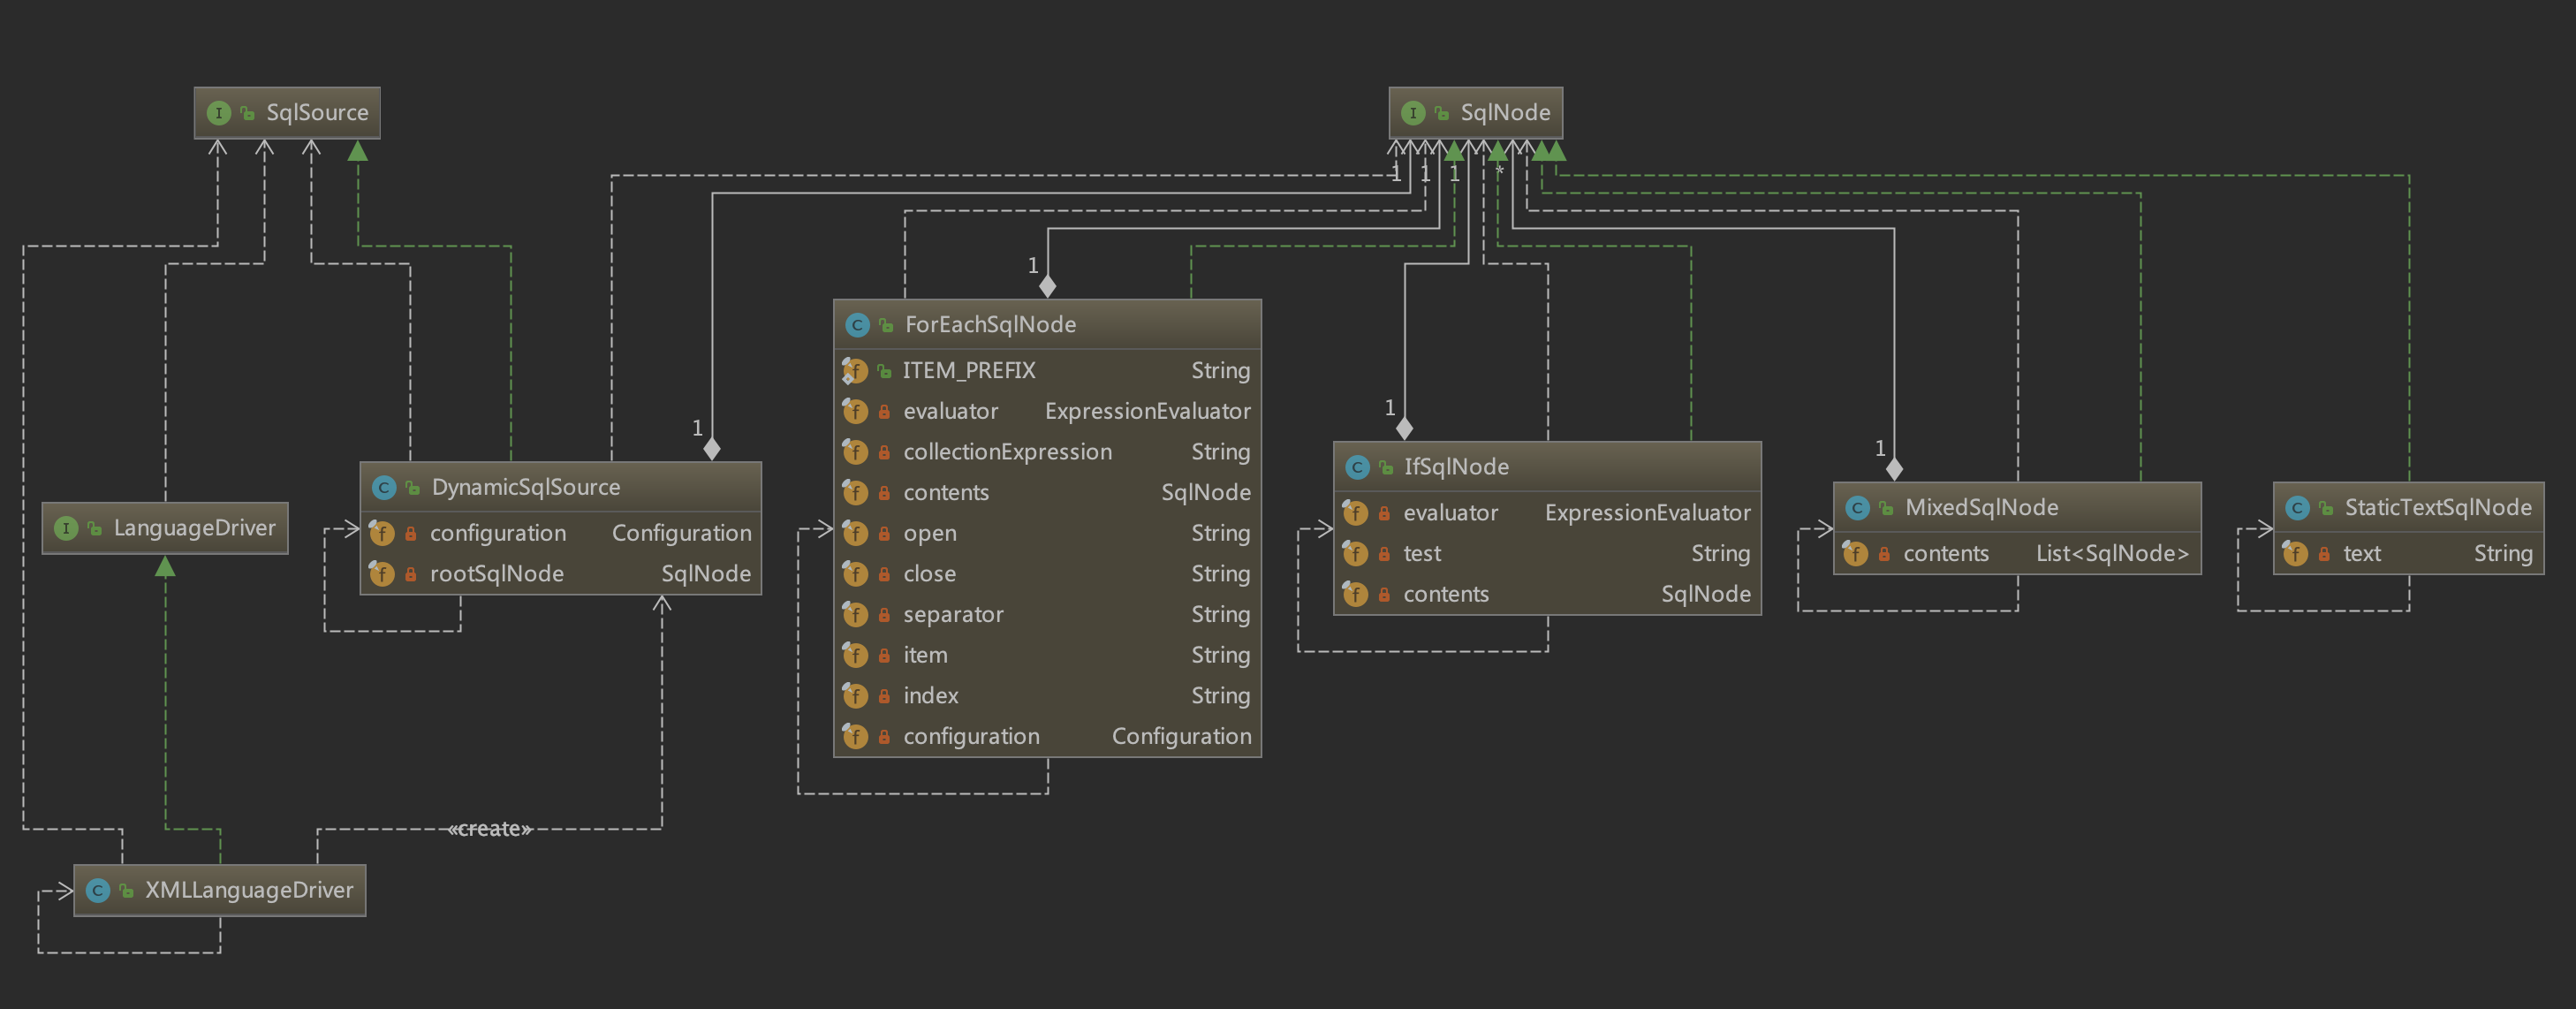 SqlSource
SqlNode
1 1 1 *
1
ForEachSqlNode
ITEM_PREFIX String
evaluator ExpressionEvaluator
collectionExpression String
contents SqlNode
open String
close String
separator String
item String
index String
configuration Configuration
1
IfSqlNode
evaluator ExpressionEvaluator
test String
contents SqlNode
1
DynamicSqlSource
configuration Configuration
rootSqlNode SqlNode
1
MixedSqlNode
contents List<SqlNode>
StaticTextSqlNode
text String
LanguageDriver
«create»
XMLLanguageDriver